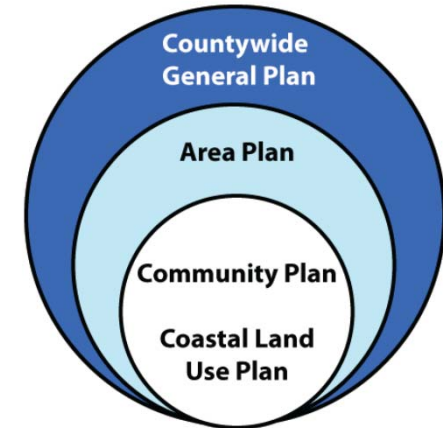 Countywide
General Plan
Area Plan
Community Plan
Coastal Land
Use Plan